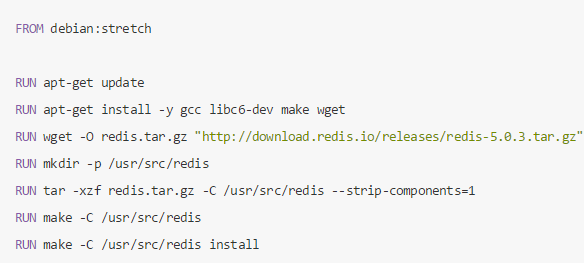 FROM debian:stretch
RUN apt-get update
RUN apt-get install -y gcc libc6-dev make wget
RUN wget -O redis.tar.gz "http://download.redis.io/releases/redis-5.0.3.tar.gz"
RUN mkdir -p /usr/src/redis
RUN tar -xzf redis.tar.gz -C /usr/src/redis --strip-components=1
RUN make -C /usr/src/redis
RUN make -C /usr/src/redis install